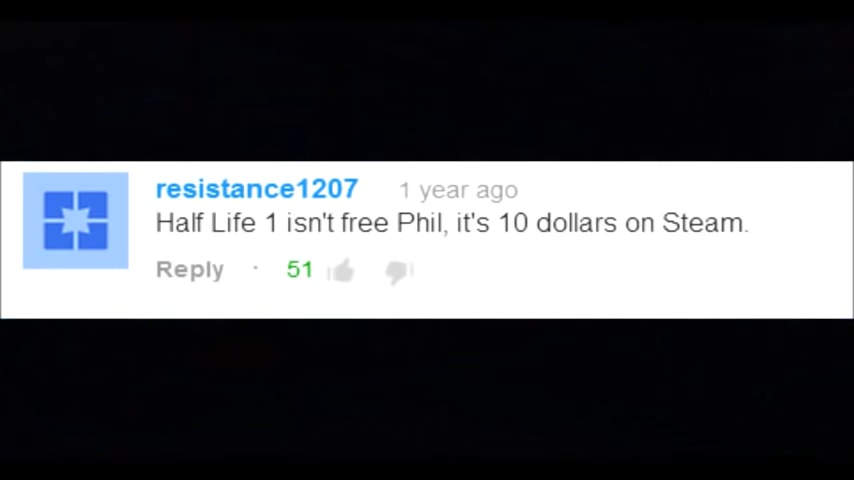 resistance1207 1 year ago
Half Life 1 isn't free Phil, it's 10 dollars on Steam.
Reply · 51